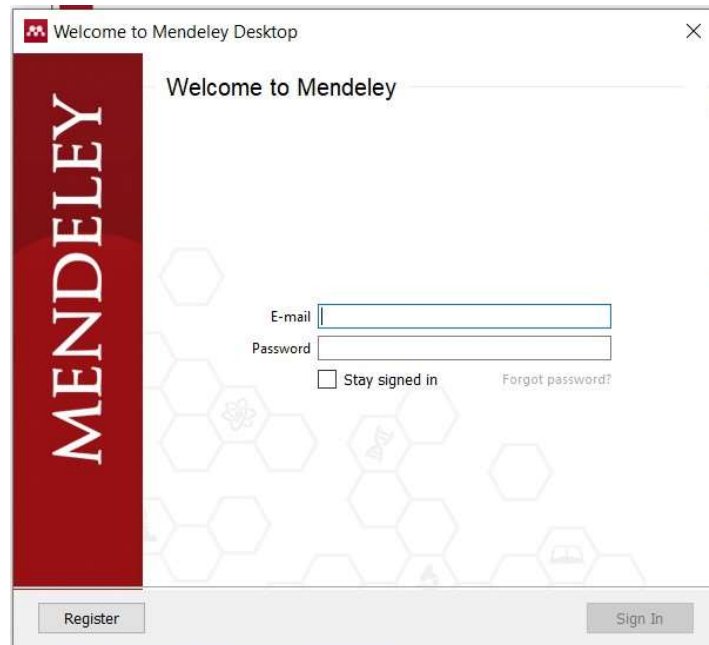 Welcome to Mendeley Desktop
Welcome to Mendeley
MENDELEY
E-mail
Password
Stay signed in Forgot password?
Register Sign In